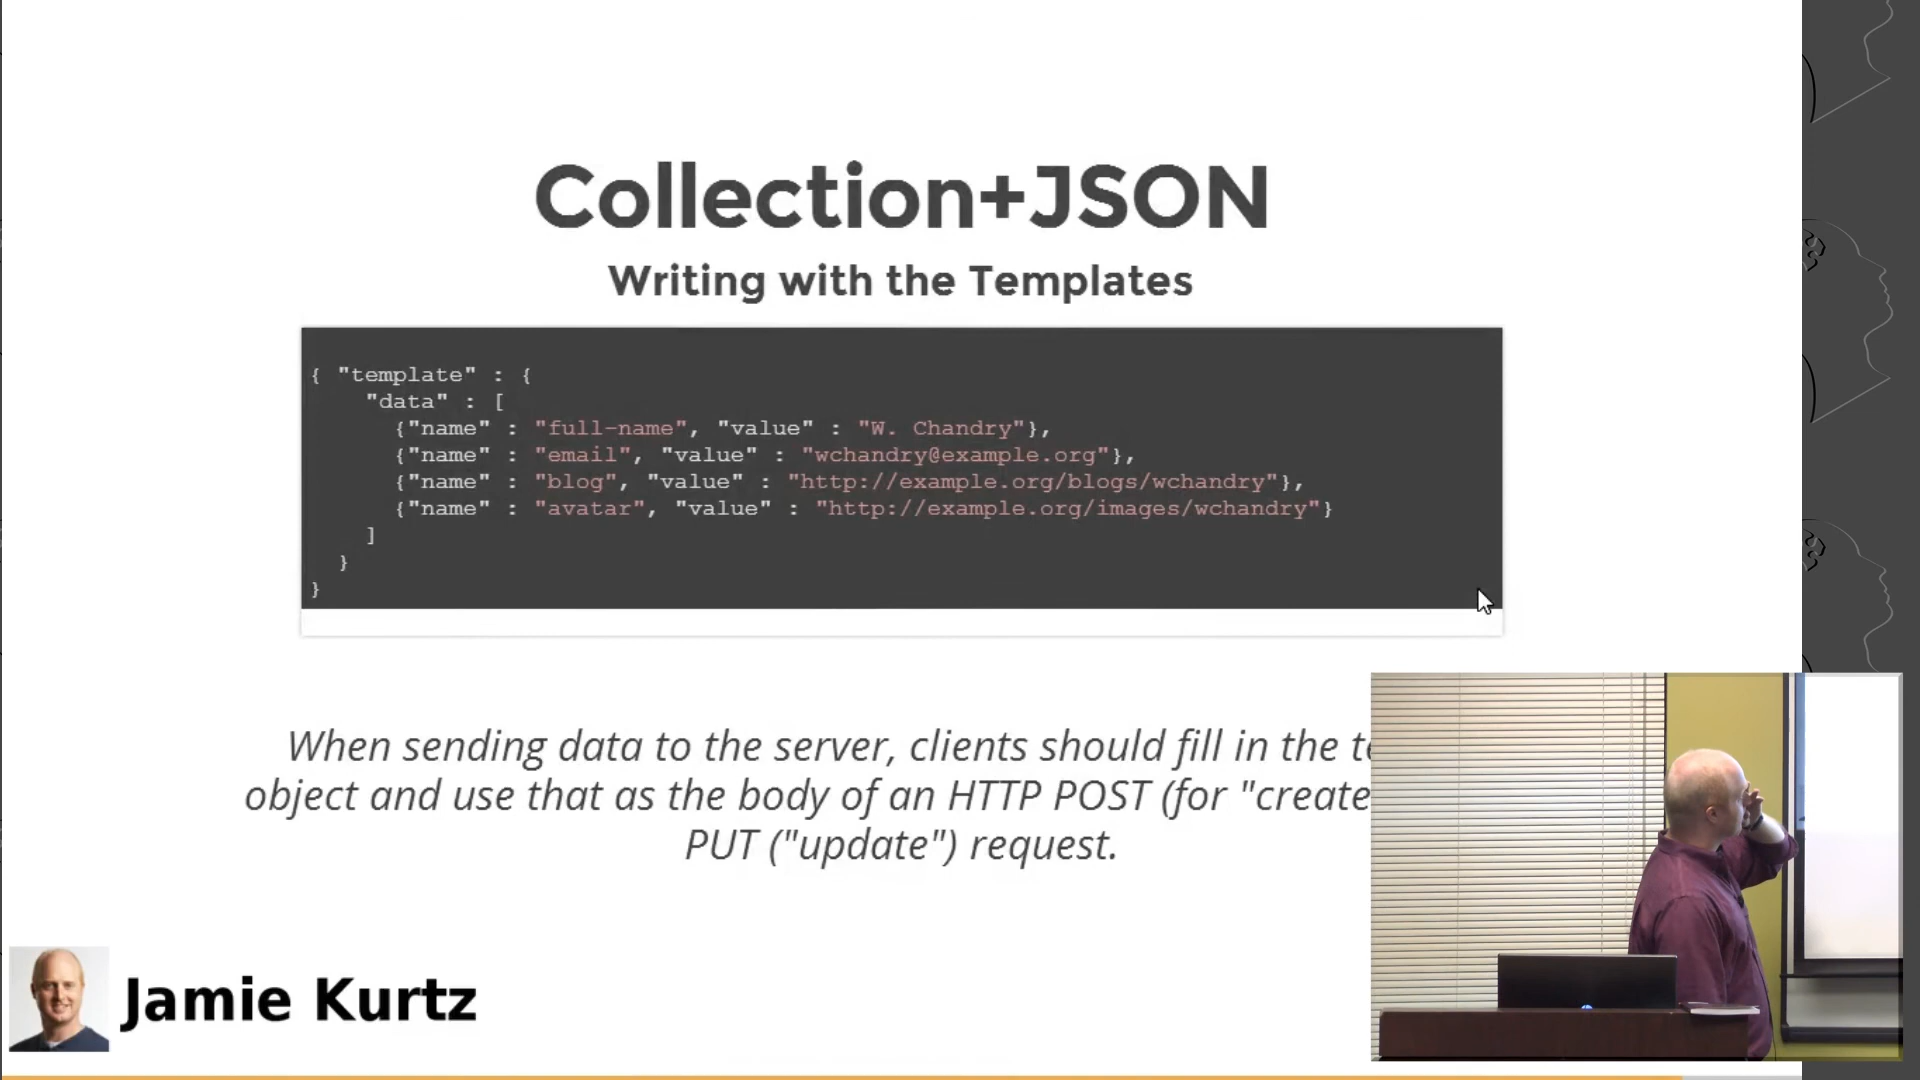 Collection+JSON
Writing with the Templates
{ "template" : {
"data" : [
{"name" : "full-name", "value" : "W. Chandry"},
{"name" : "email", "value" : "wchandry@example.org"},
{"name" : "blog", "value" : "http://example.org/blogs/wchandry"},
{"name" : "avatar", "value" : "http://example.org/images/wchandry"}
]
}
}
When sending data to the server, clients should fill in the
object and use that as the body of an HTTP POST (for "create
PUT ("update") request.
Jamie Kurtz